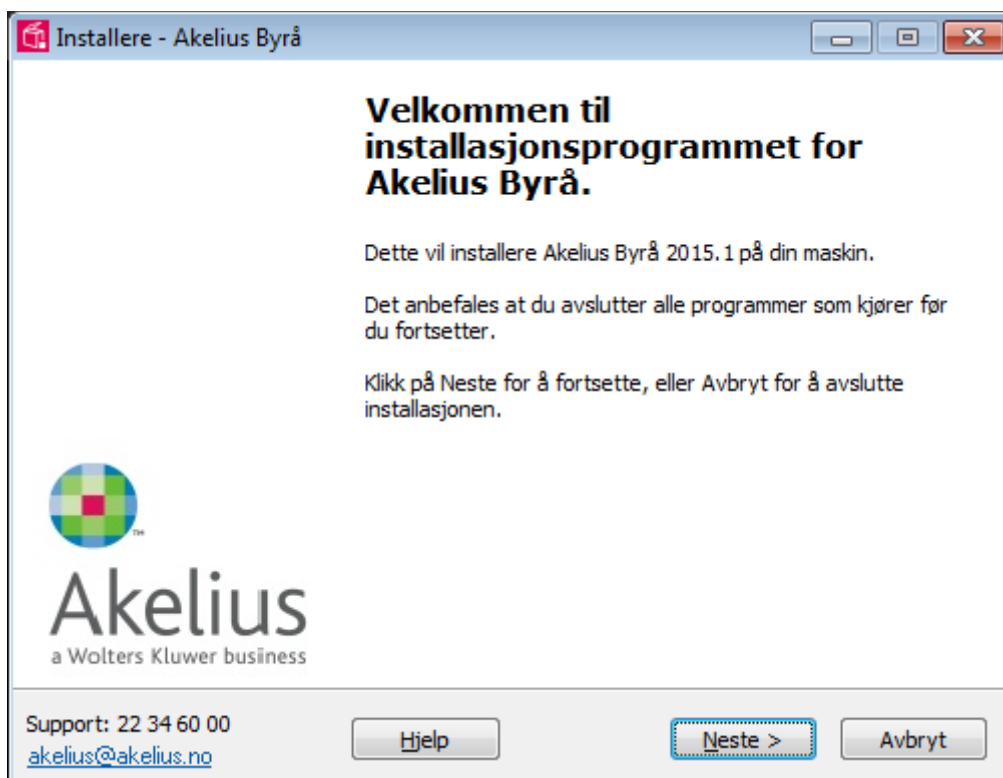 Installere - Akelius Byrå
Velkommen til
installasjonsprogrammet for
Akelius Byrå.
Dette vil installere Akelius Byrå 2015.1 på din maskin.
Det anbefales at du avslutter alle programmer som kjører før
du fortsetter.
Klikk på Neste for å fortsette, eller Avbryt for å avslutte
installasjonen.
TM
Akelius
a Wolters Kluwer business
Support: 22 34 60 00
akelius@akelius.no
Hjelp
Neste >
Avbryt